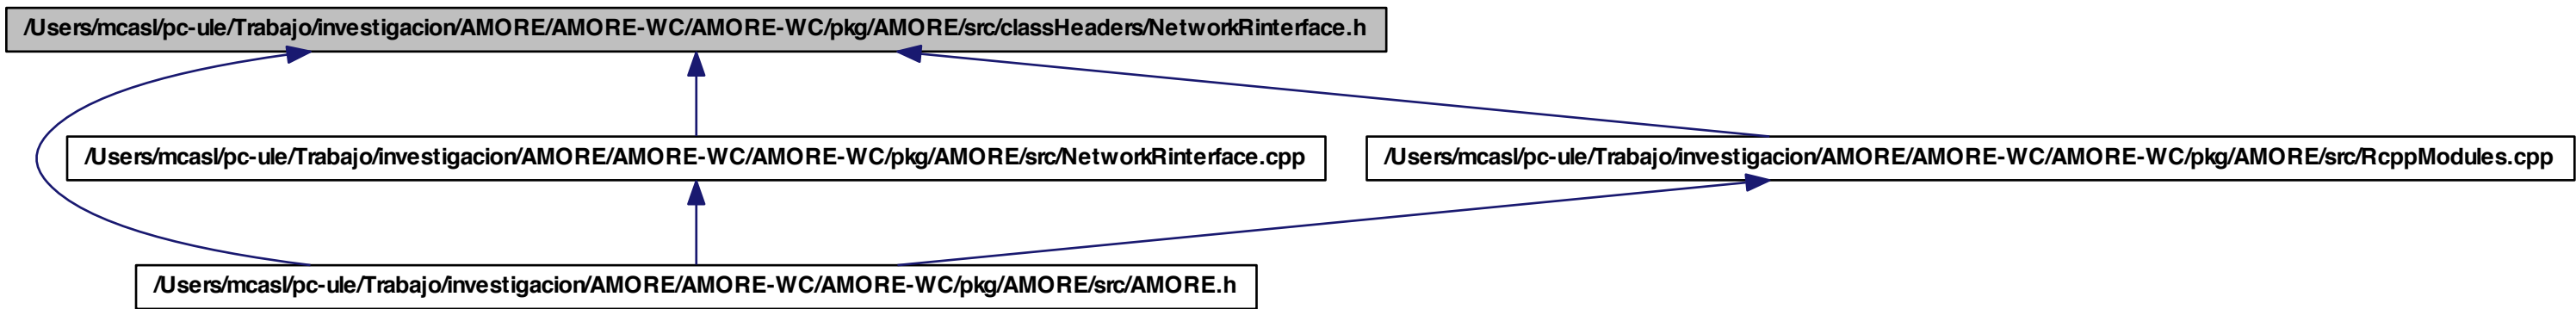 /Users/mcasl/pc-ule/Trabajo/investigacion/AMORE/AMORE-WC/AMORE-WC/pkg/AMORE/src/classHeaders/NetworkRinterface.h
/Users/mcasl/pc-ule/Trabajo/investigacion/AMORE/AMORE-WC/AMORE-WC/pkg/AMORE/src/NetworkRinterface.cpp
/Users/mcasl/pc-ule/Trabajo/investigacion/AMORE/AMORE-WC/AMORE-WC/pkg/AMORE/src/RcppModules.cpp
/Users/mcasl/pc-ule/Trabajo/investigacion/AMORE/AMORE-WC/AMORE-WC/pkg/AMORE/src/AMORE.h